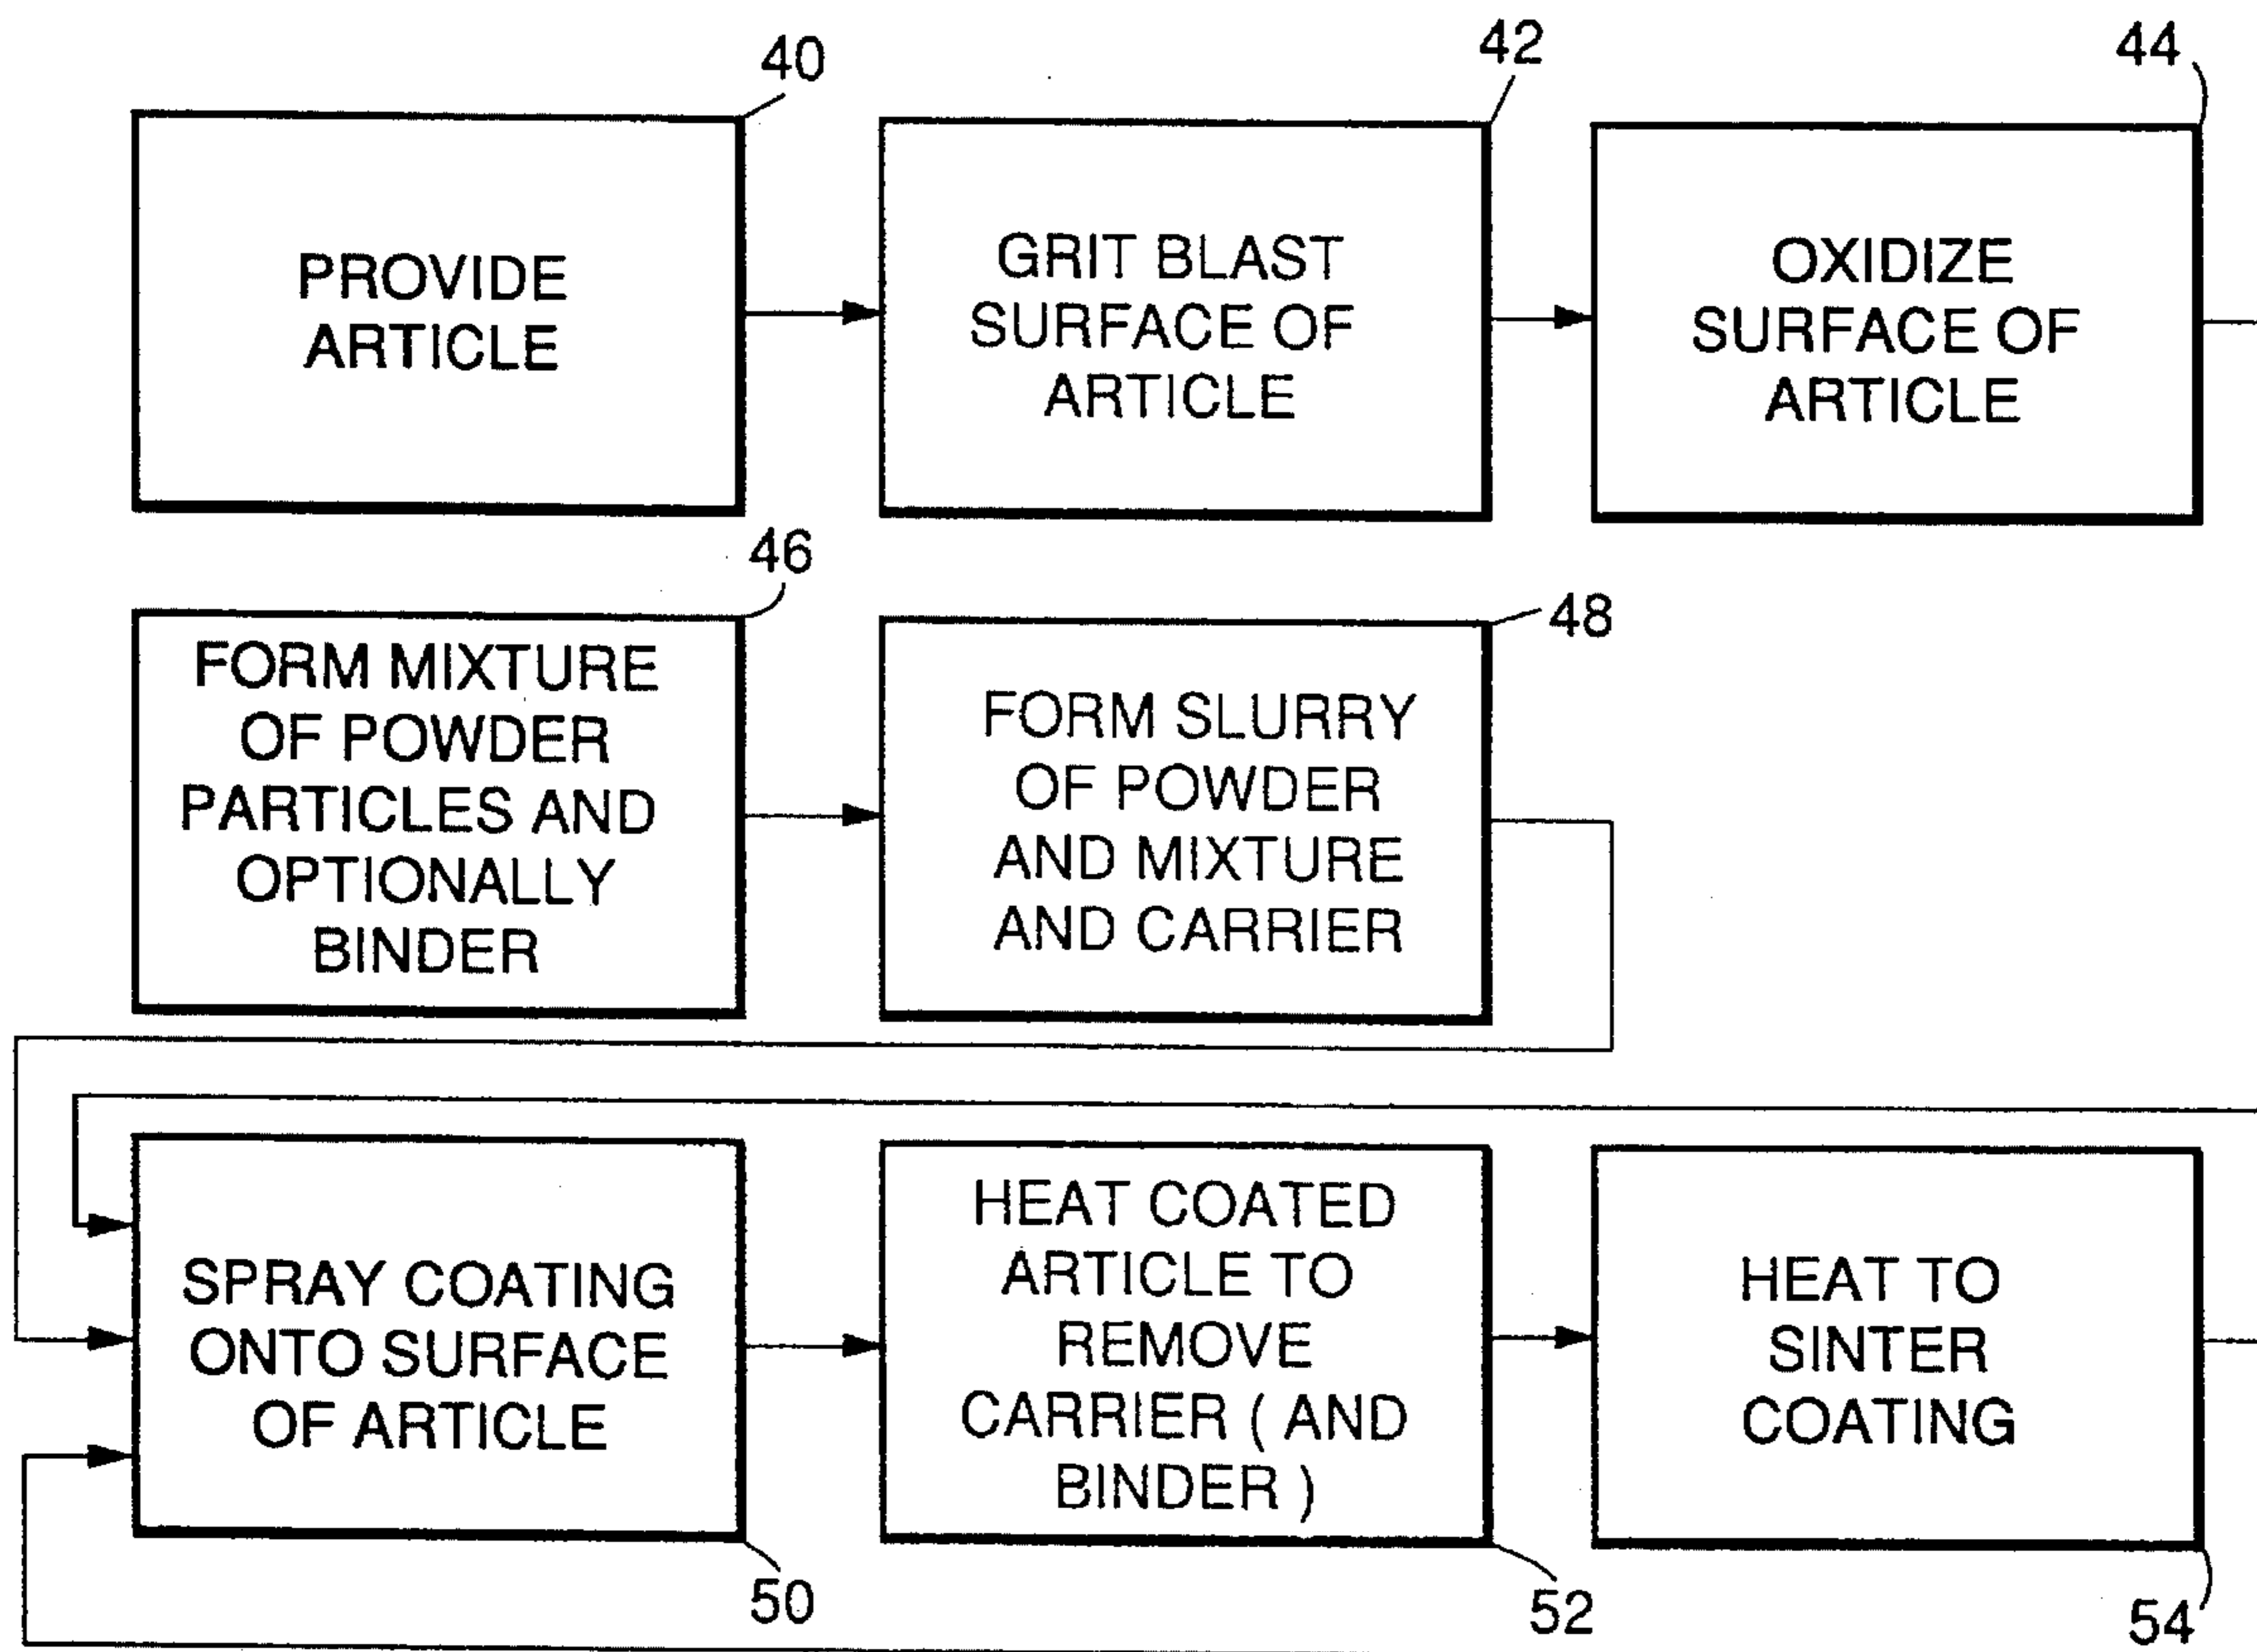 40
PROVIDE
ARTICLE
42
GRIT BLAST
SURFACE OF
ARTICLE
44
OXIDIZE
SURFACE OF
ARTICLE
46
FORM MIXTURE
OF POWDER
PARTICLES AND
OPTIONALLY
BINDER
48
FORM SLURRY
OF POWDER
AND MIXTURE
AND CARRIER
SPRAY COATING
ONTO SURFACE
OF ARTICLE
50
HEAT COATED
ARTICLE TO
REMOVE
CARRIER ( AND
BINDER )
52
HEAT TO
SINTER
COATING
54